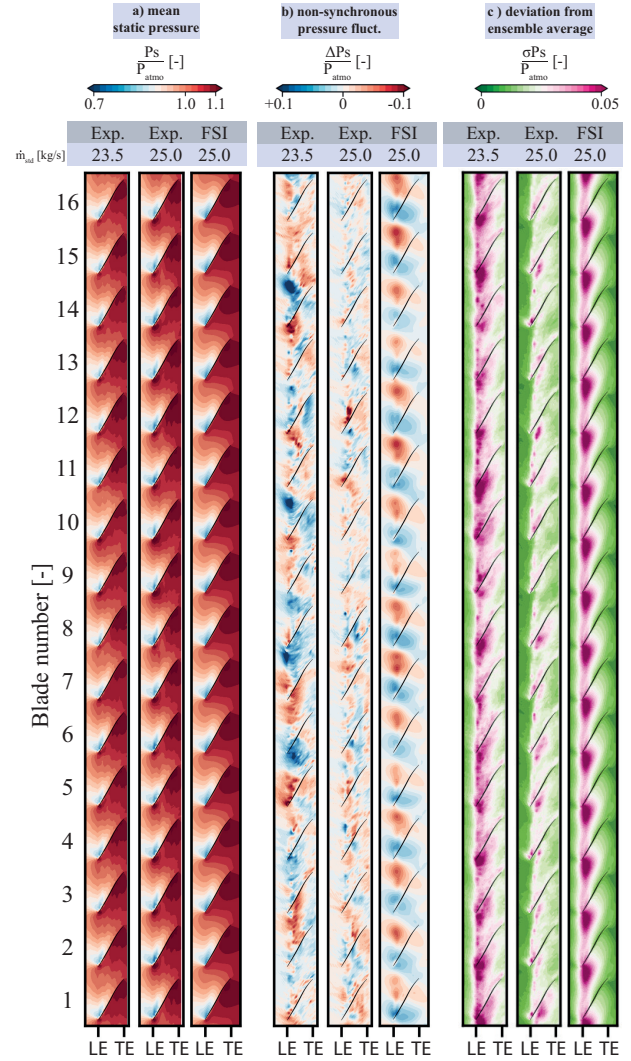 a) mean
static pressure
b) non-synchronous
pressure fluct.
c ) deviation from
ensemble average
Ps
P_atmo [-]
ΔPs
P_atmo [-]
σPs
P_atmo [-]
0.7 1.0 1.1
+0.1 0 -0.1
0 0.05
Exp. Exp. FSI
Exp. Exp. FSI
Exp. Exp. FSI
ṁ_std [kg/s] 23.5 25.0 25.0
23.5 25.0 25.0
23.5 25.0 25.0
Blade number [-]
16
15
14
13
12
11
10
9
8
7
6
5
4
3
2
1
LE TE LE TE LE TE
LE TE LE TE LE TE
LE TE LE TE LE TE